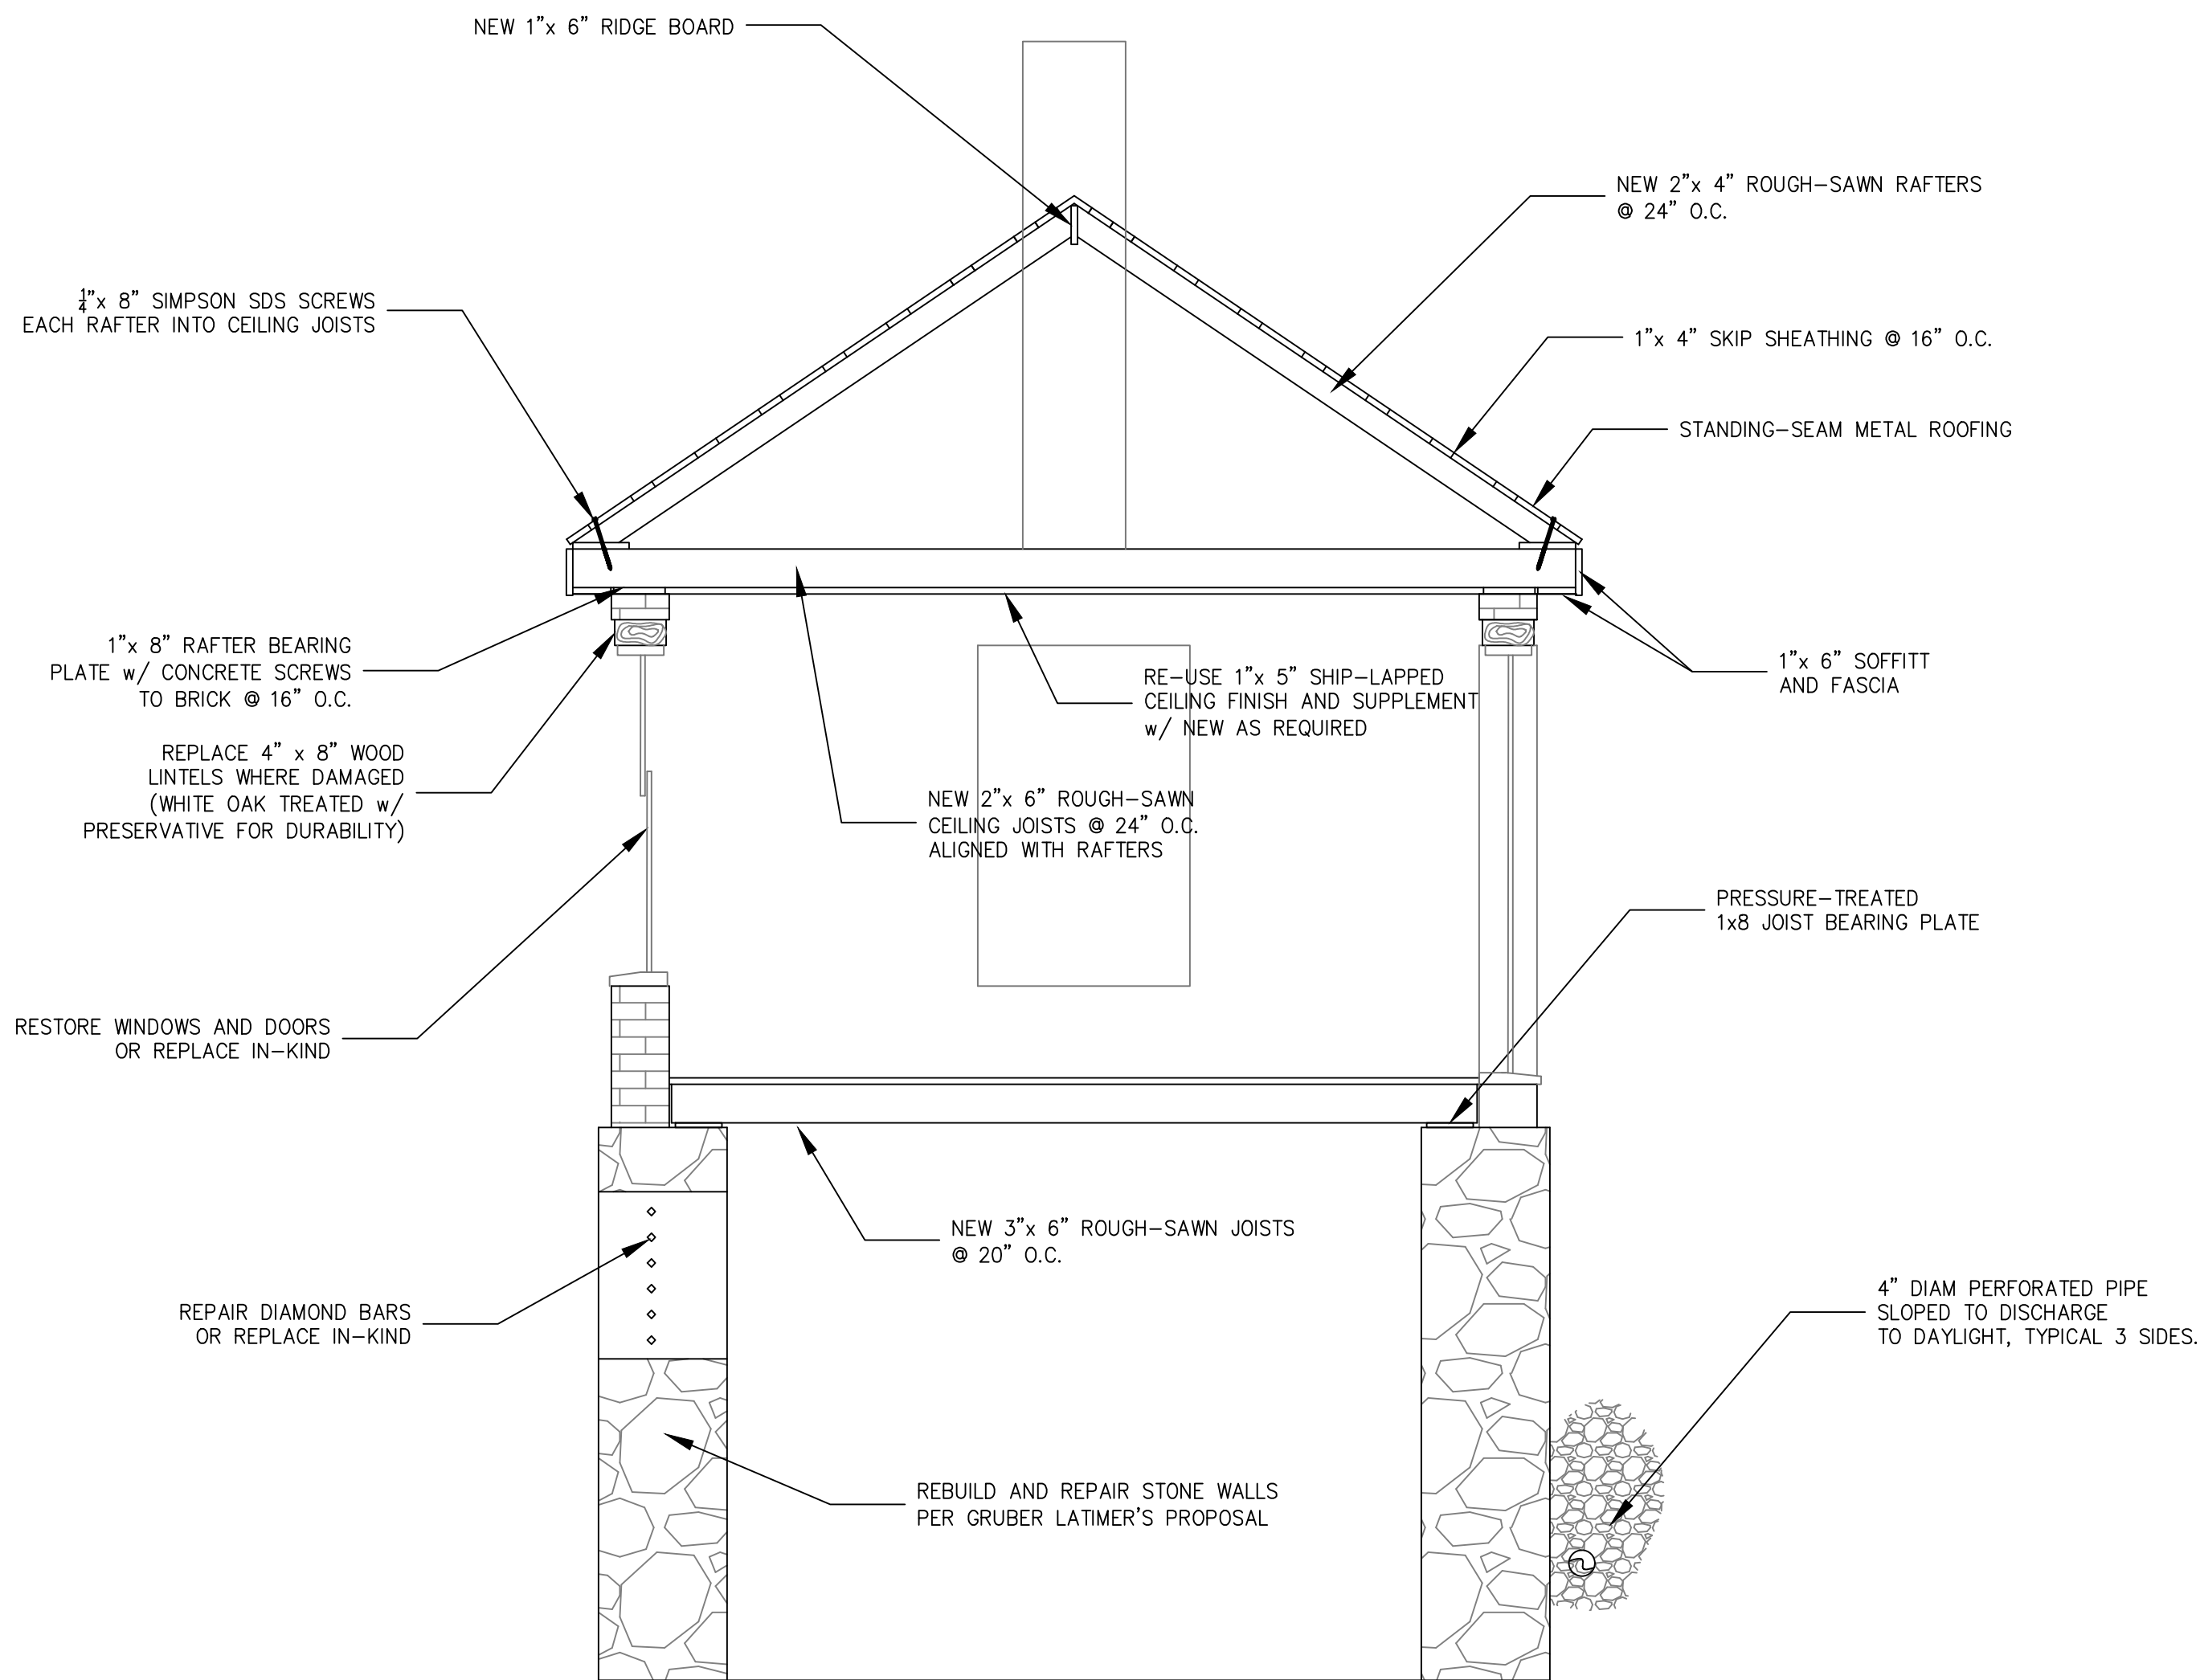 NEW 1"x 6" RIDGE BOARD
NEW 2"x 4" ROUGH-SAWN RAFTERS
@ 24" O.C.
¼"x 8" SIMPSON SDS SCREWS
EACH RAFTER INTO CEILING JOISTS
1"x 4" SKIP SHEATHING @ 16" O.C.
STANDING-SEAM METAL ROOFING
1"x 8" RAFTER BEARING
PLATE w/ CONCRETE SCREWS
TO BRICK @ 16" O.C.
RE-USE 1"x 5" SHIP-LAPPED
CEILING FINISH AND SUPPLEMENT
w/ NEW AS REQUIRED
1"x 6" SOFFITT
AND FASCIA
REPLACE 4" x 8" WOOD
LINTELS WHERE DAMAGED
(WHITE OAK TREATED w/
PRESERVATIVE FOR DURABILITY)
NEW 2"x 6" ROUGH-SAWN
CEILING JOISTS @ 24" O.C.
ALIGNED WITH RAFTERS
PRESSURE-TREATED
1x8 JOIST BEARING PLATE
RESTORE WINDOWS AND DOORS
OR REPLACE IN-KIND
NEW 3"x 6" ROUGH-SAWN JOISTS
@ 20" O.C.
REPAIR DIAMOND BARS
OR REPLACE IN-KIND
4" DIAM PERFORATED PIPE
SLOPED TO DISCHARGE
TO DAYLIGHT, TYPICAL 3 SIDES.
REBUILD AND REPAIR STONE WALLS
PER GRUBER LATIMER'S PROPOSAL